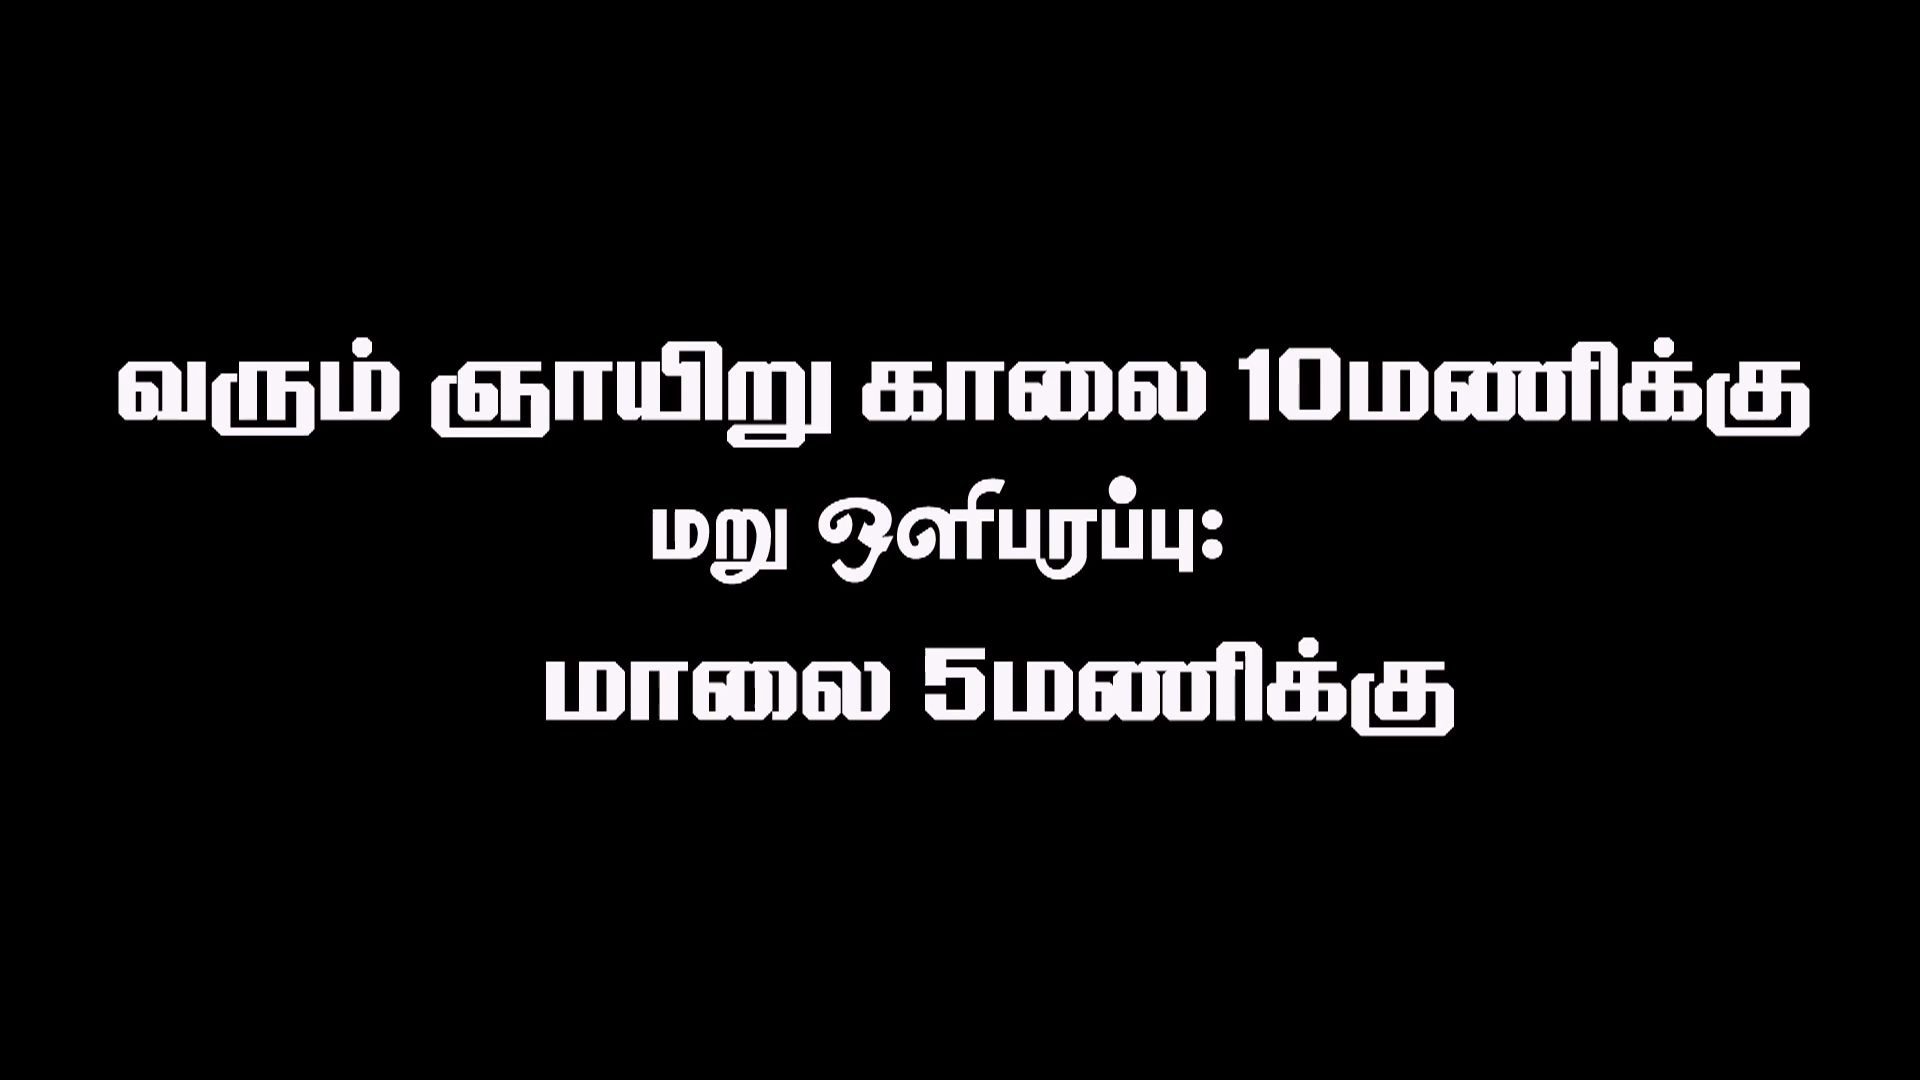 வரும் ஞாயிறு காலை 10மணிக்கு
மறு ஒளிபரப்பு:
மாலை 5மணிக்கு